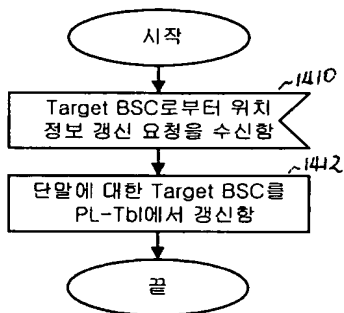 시작
~1410
Target BSC로부터 위치
정보 갱신 요청을 수신함
~1412
단말에 대한 Target BSC를
PL-Tbl에서 갱신함
끝